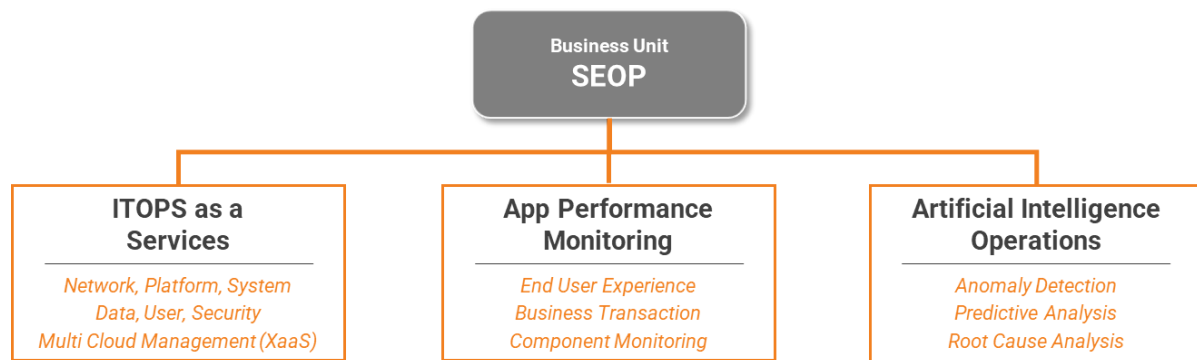 Business Unit
SEOP
ITOPS as a
Services
Network, Platform, System
Data, User, Security
Multi Cloud Management (XaaS)
App Performance
Monitoring
End User Experience
Business Transaction
Component Monitoring
Artificial Intelligence
Operations
Anomaly Detection
Predictive Analysis
Root Cause Analysis